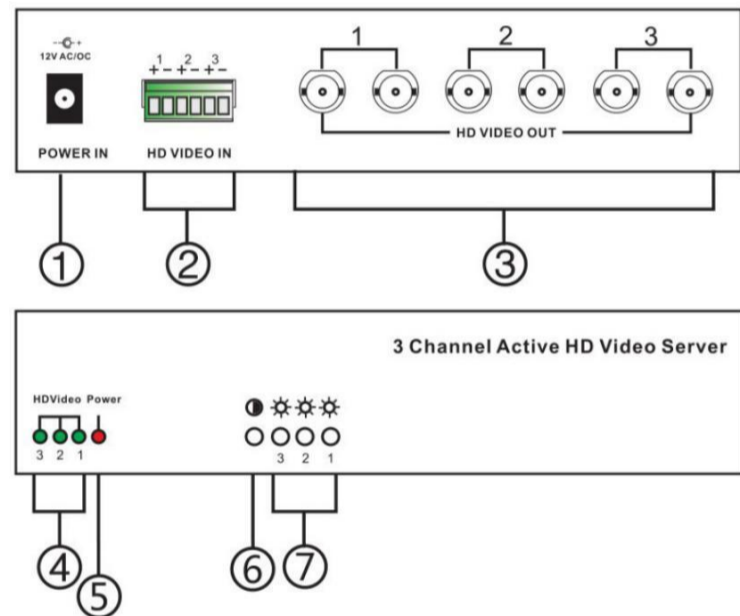 1 2 3
12V AC/OC
1 2 3
+ - + - + -
HD VIDEO OUT
POWER IN HD VIDEO IN
① ② ③
3 Channel Active HD Video Server
HDVideo Power
3 2 1 3 2 1
④ ⑤ ⑥ ⑦